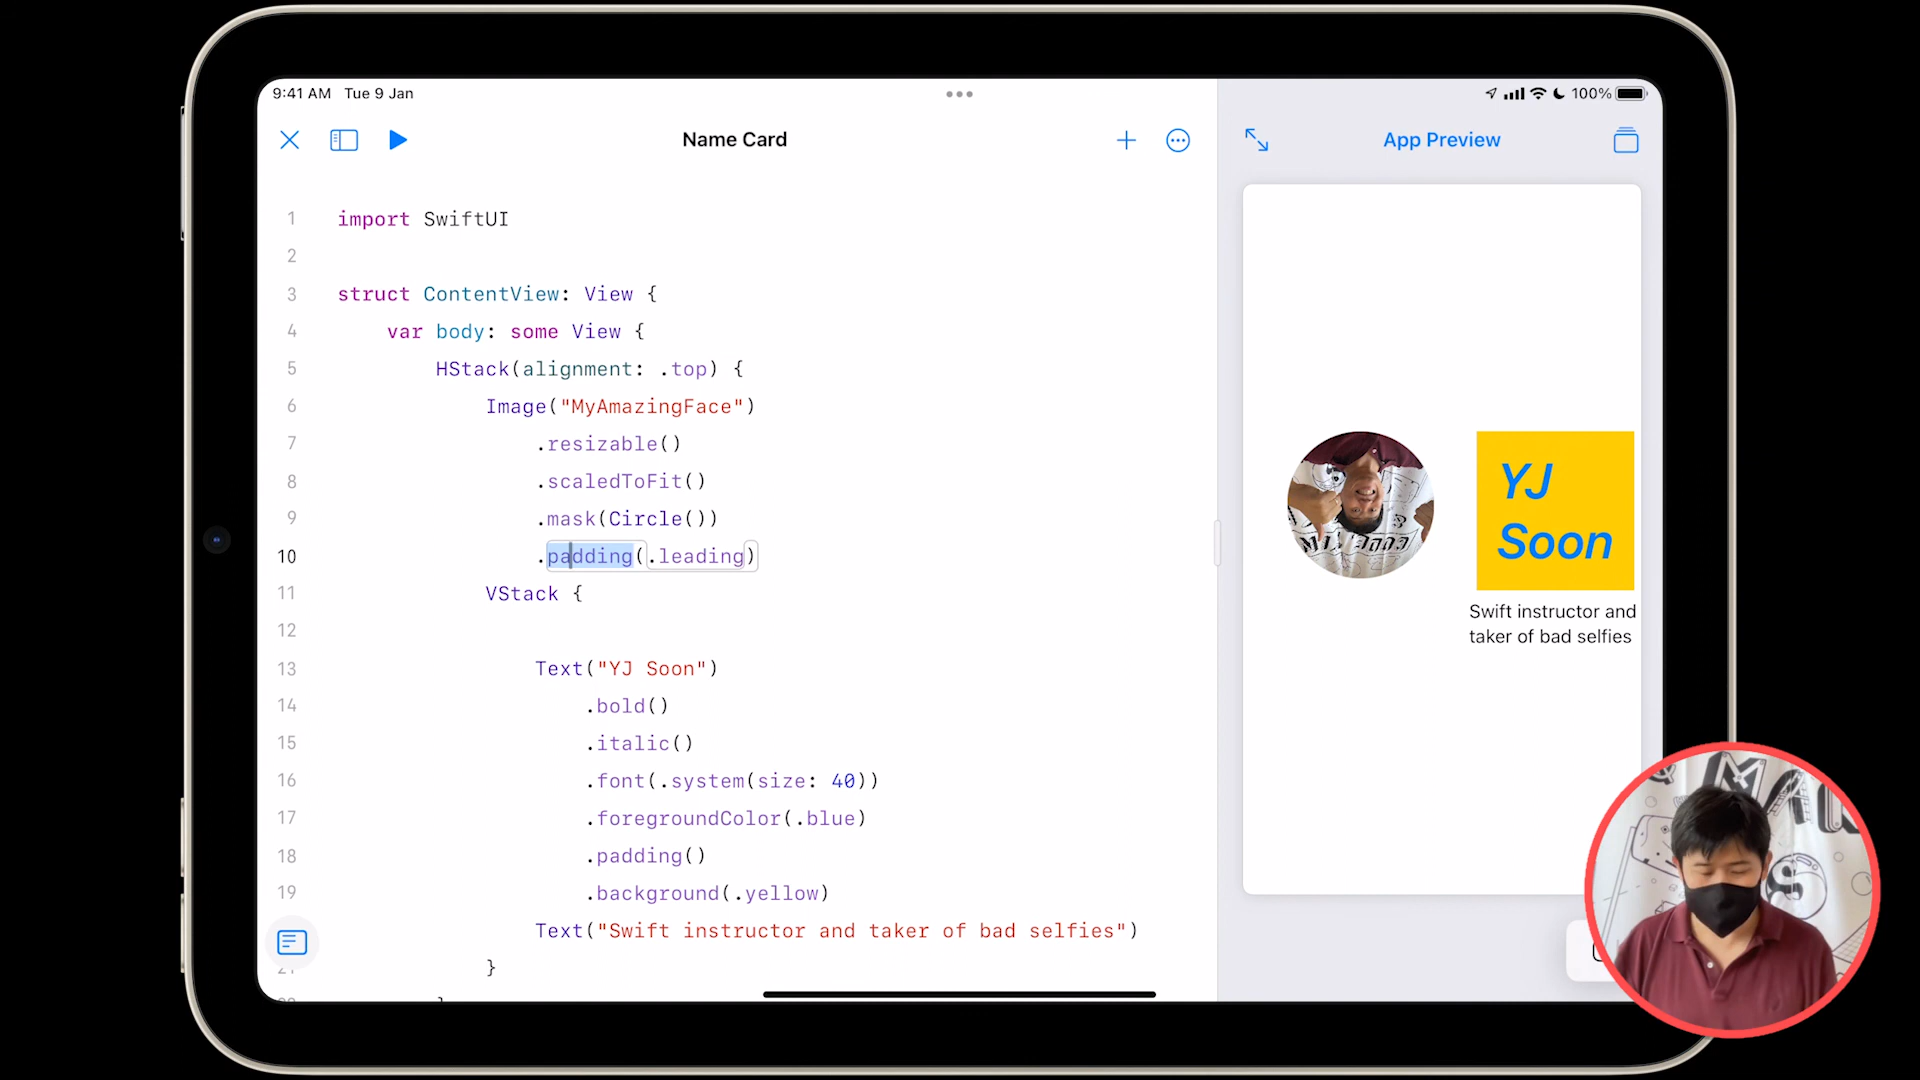 9:41 AM Tue 9 Jan
100%
Name Card
App Preview
1 import SwiftUI
2
3 struct ContentView: View {
4 var body: some View {
5 HStack(alignment: .top) {
6 Image("MyAmazingFace")
7 .resizable()
8 .scaledToFit()
9 .mask(Circle())
10 .padding(.leading)
11 VStack {
12
13 Text("YJ Soon")
14 .bold()
15 .italic()
16 .font(.system(size: 40))
17 .foregroundColor(.blue)
18 .padding()
19 .background(.yellow)
Text("Swift instructor and taker of bad selfies")
21 }
YJ
Soon
Swift instructor and
taker of bad selfies